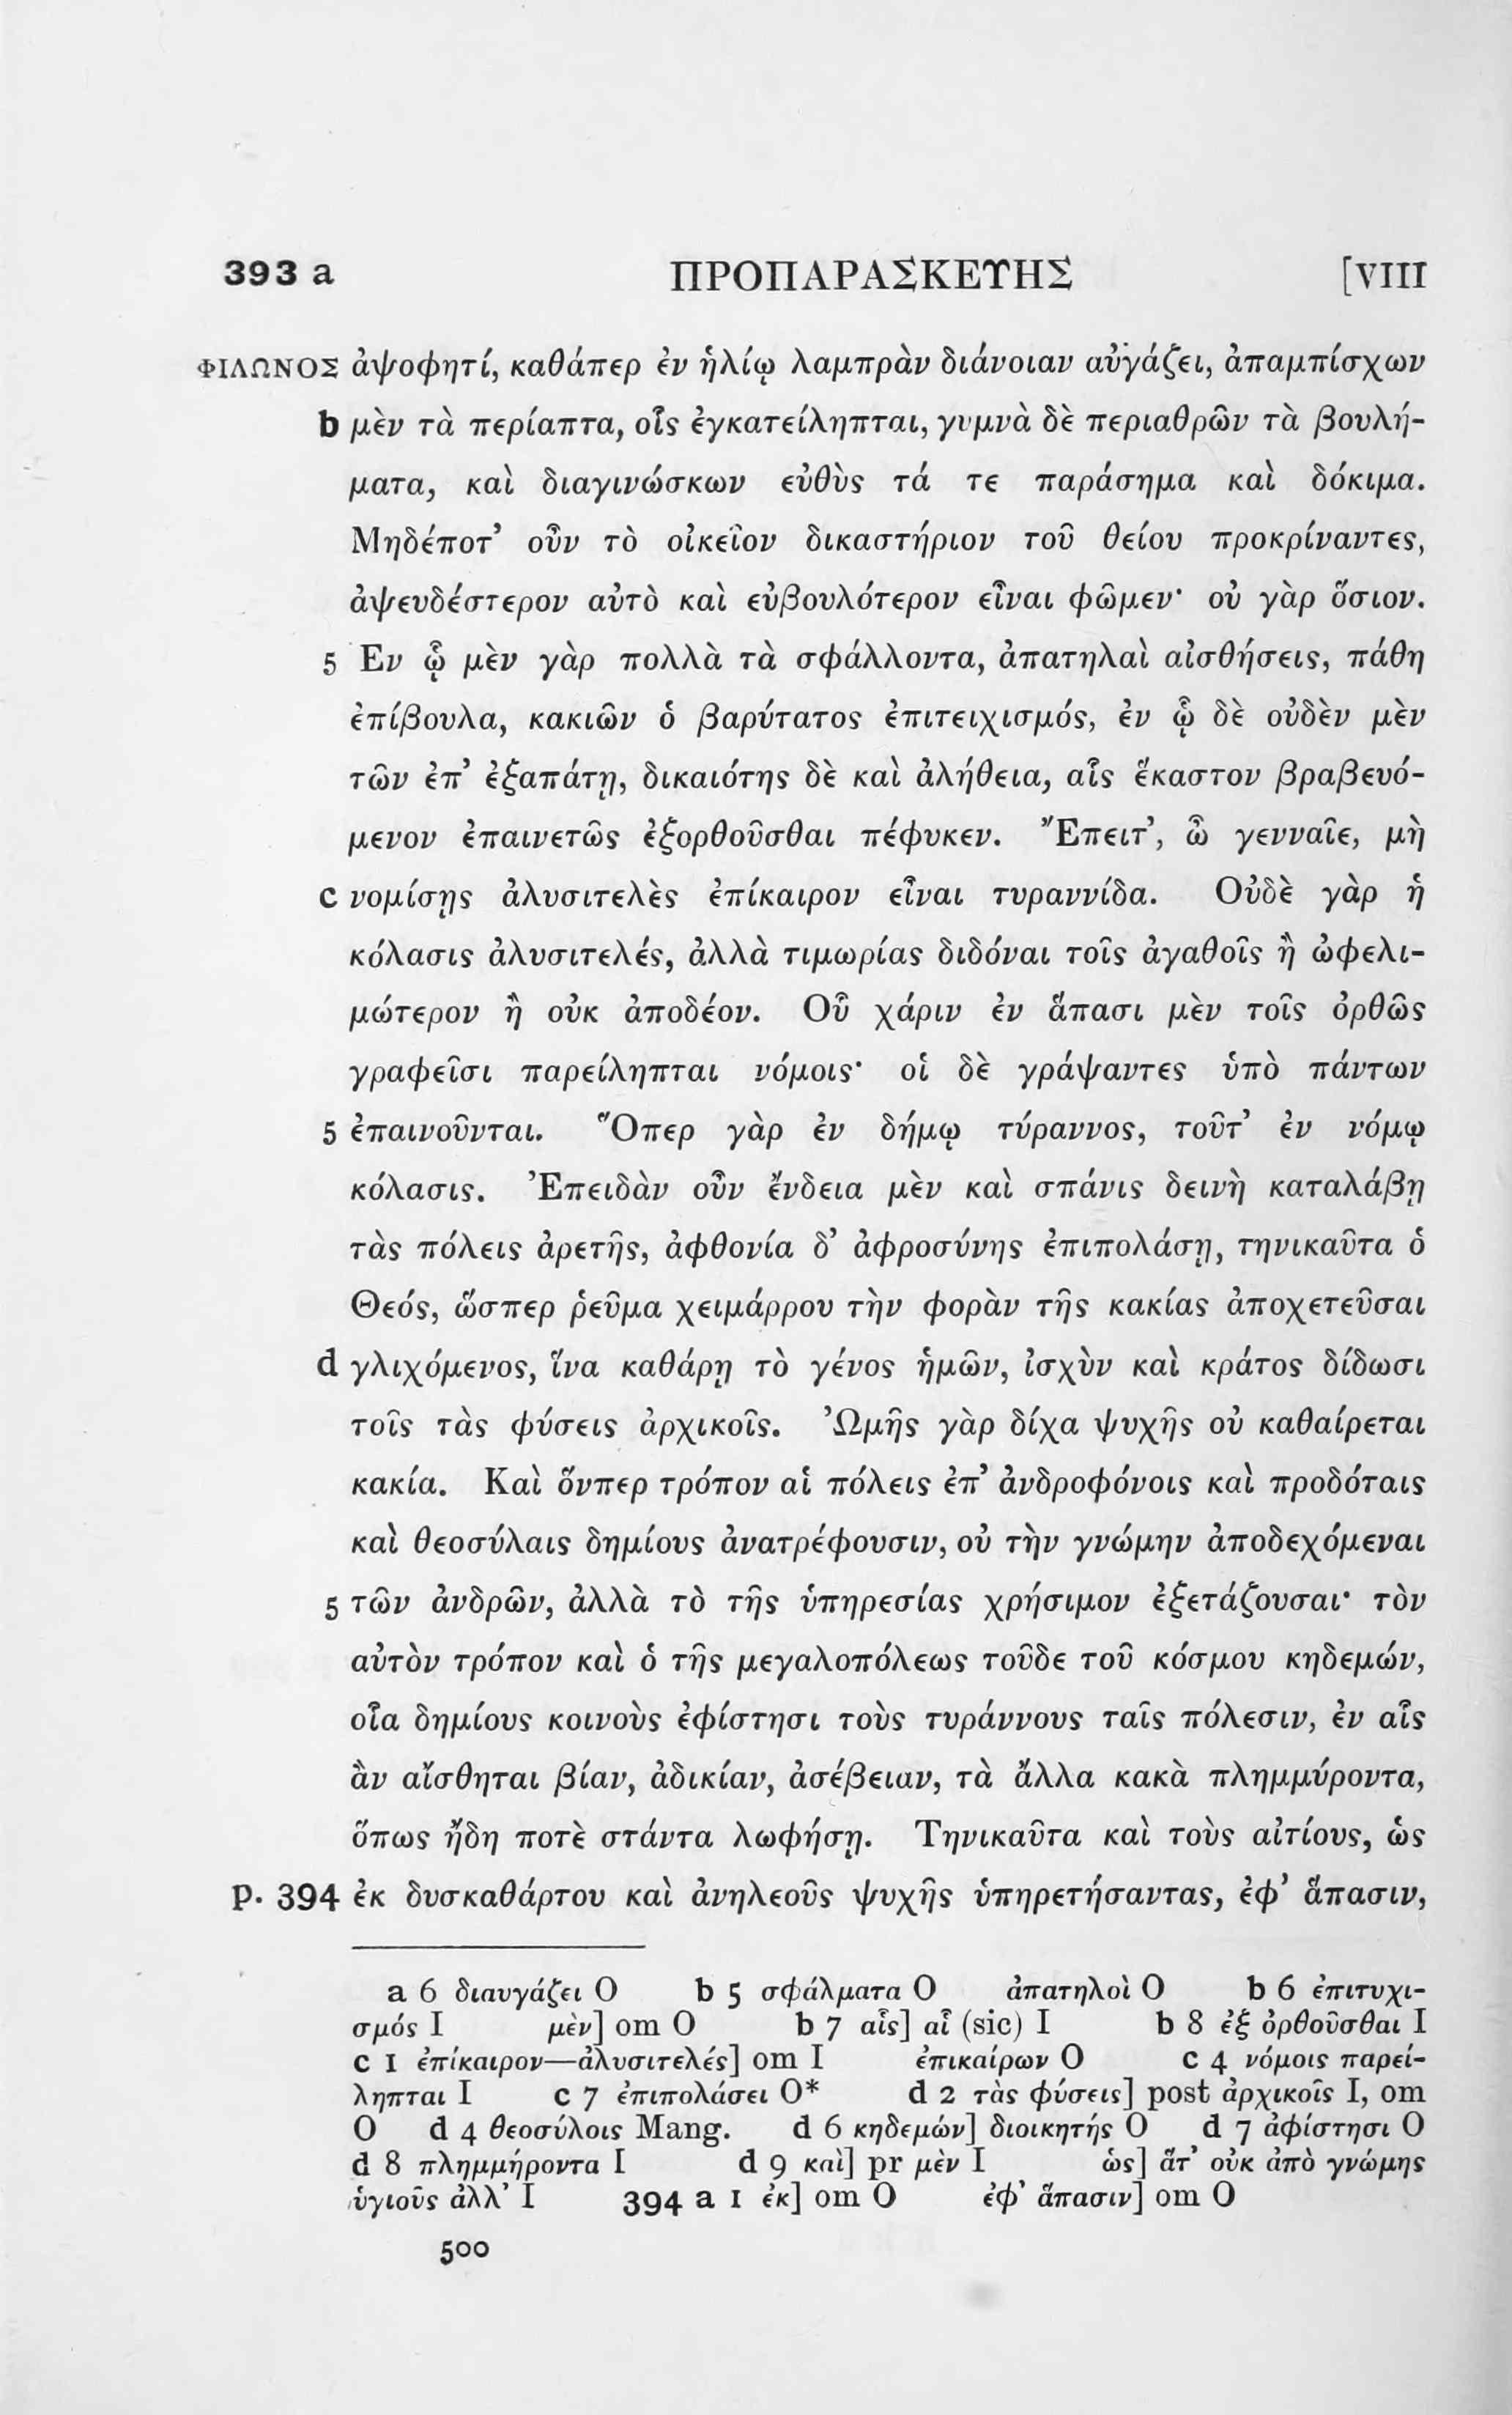 393 a ΠΡΟΠΑΡΑΣΚΕΥΗΣ [VIII
ΦΙΛΩΝΟΣ ἀψοφητί, καθάπερ ἐν ἡλίῳ λαμπρὰν διάνοιαν αὐγάζει, ἀπαμπίσχων
b μὲν τὰ περίαπτα, οἷς ἐγκατείληπται, γυμνὰ δὲ περιαθρῶν τὰ βουλή-
ματα, καὶ διαγινώσκων εὐθὺς τά τε παράσημα καὶ δόκιμα.
Μηδέποτ’ οὖν τὸ οἰκεῖον δικαστήριον τοῦ θείου προκρίναντες,
ἀψευδέστερον αὐτὸ καὶ εὐβουλότερον εἶναι φῶμεν· οὐ γὰρ ὅσιον.
5 Ἐν ᾧ μὲν γὰρ πολλὰ τὰ σφάλλοντα, ἀπατηλαὶ αἰσθήσεις, πάθη
ἐπίβουλα, κακιῶν ὁ βαρύτατος ἐπιτειχισμός, ἐν ᾧ δὲ οὐδὲν μὲν
τῶν ἐπ’ ἐξαπάτῃ, δικαιότης δὲ καὶ ἀλήθεια, αἷς ἕκαστον βραβευό-
μενον ἐπαινετῶς ἐξορθοῦσθαι πέφυκεν. Ἔπειτ’, ὦ γενναῖε, μὴ
c νομίσῃς ἀλυσιτελὲς ἐπίκαιρον εἶναι τυραννίδα. Οὐδὲ γὰρ ἡ
κόλασις ἀλυσιτελές, ἀλλὰ τιμωρίας διδόναι τοῖς ἀγαθοῖς ἢ ὠφελι-
μώτερον ἢ οὐκ ἀποδέον. Οὗ χάριν ἐν ἅπασι μὲν τοῖς ὀρθῶς
γραφεῖσι παρείληπται νόμοις· οἱ δὲ γράψαντες ὑπὸ πάντων
5 ἐπαινοῦνται. Ὅπερ γὰρ ἐν δήμῳ τύραννος, τοῦτ’ ἐν νόμῳ
κόλασις. Ἐπειδὰν οὖν ἔνδεια μὲν καὶ σπάνις δεινὴ καταλάβῃ
τὰς πόλεις ἀρετῆς, ἀφθονία δ’ ἀφροσύνης ἐπιπολάσῃ, τηνικαῦτα ὁ
Θεός, ὥσπερ ῥεῦμα χειμάρρου τὴν φορὰν τῆς κακίας ἀποχετεῦσαι
d γλιχόμενος, ἵνα καθάρῃ τὸ γένος ἡμῶν, ἰσχὺν καὶ κράτος δίδωσι
τοῖς τὰς φύσεις ἀρχικοῖς. Ὠμῆς γὰρ δίχα ψυχῆς οὐ καθαίρεται
κακία. Καὶ ὅνπερ τρόπον αἱ πόλεις ἐπ’ ἀνδροφόνοις καὶ προδόταις
καὶ θεοσύλαις δημίους ἀνατρέφουσιν, οὐ τὴν γνώμην ἀποδεχόμεναι
5 τῶν ἀνδρῶν, ἀλλὰ τὸ τῆς ὑπηρεσίας χρήσιμον ἐξετάζουσαι· τὸν
αὐτὸν τρόπον καὶ ὁ τῆς μεγαλοπόλεως τοῦδε τοῦ κόσμου κηδεμών,
οἷα δημίους κοινοὺς ἐφίστησι τοὺς τυράννους ταῖς πόλεσιν, ἐν αἷς
ἂν αἴσθηται βίαν, ἀδικίαν, ἀσέβειαν, τὰ ἄλλα κακὰ πλημμύροντα,
ὅπως ἤδη ποτὲ στάντα λωφήσῃ. Τηνικαῦτα καὶ τοὺς αἰτίους, ὡς
p. 394 ἐκ δυσκαθάρτου καὶ ἀνηλεοῦς ψυχῆς ὑπηρετήσαντας, ἐφ’ ἅπασιν,
a 6 διαυγάζει O b 5 σφάλματα O ἀπατηλοὶ O b 6 ἐπιτυχι-
σμός I μὲν] om O b 7 αἷς] αἷ (sic) I b 8 ἐξ ὀρθοῦσθαι I
c 1 ἐπίκαιρον—ἀλυσιτελές] om I ἐπικαίρων O c 4 νόμοις παρεί-
ληπται I c 7 ἐπιπολάσει O* d 2 τὰς φύσεις] post ἀρχικοῖς I, om
O d 4 θεοσύλοις Mang. d 6 κηδεμών] διοικητής O d 7 ἀφίστησι O
d 8 πλημμήροντα I d 9 καὶ] pr μὲν I ὡς] ἅτ’ οὐκ ἀπὸ γνώμης
ὑγιοῦς ἀλλ’ I 394 a 1 ἐκ] om O ἐφ’ ἅπασιν] om O
500